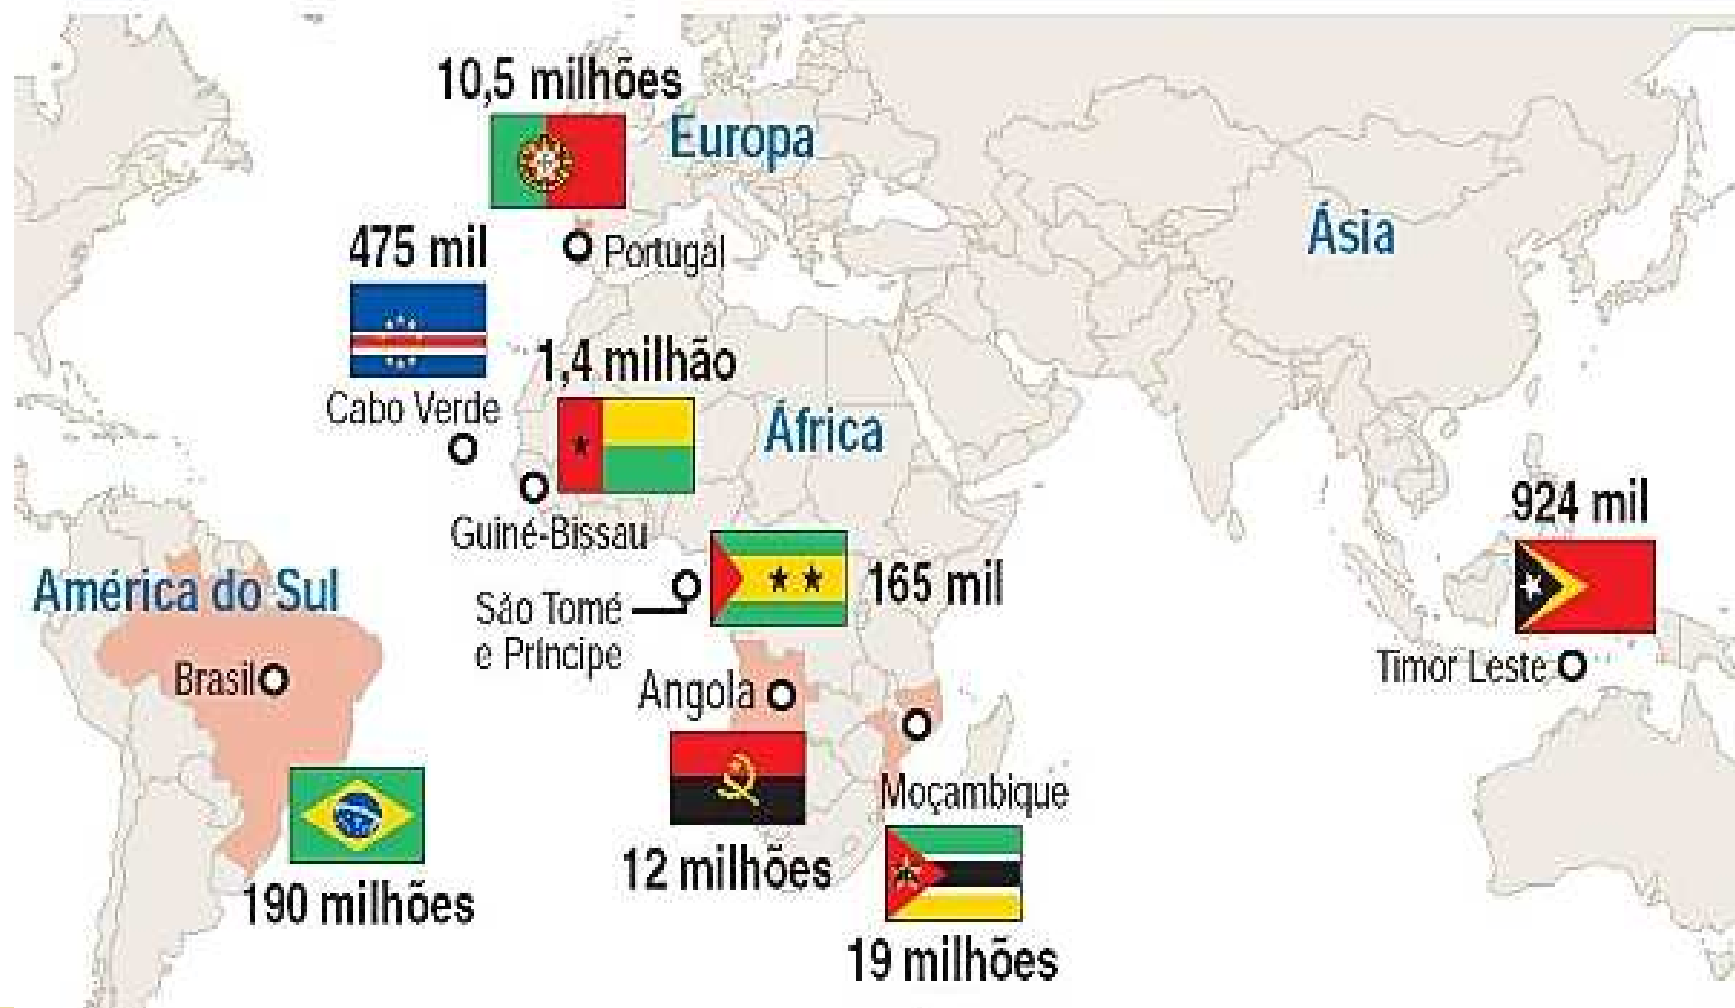 10,5 milhões
Europa
Portugal
475 mil
Cabo Verde
1,4 milhão
África
Guiné-Bissau
Ásia
924 mil
Timor Leste
América do Sul
Brasil
190 milhões
São Tomé
e Príncipe
165 mil
Angola
12 milhões
Moçambique
19 milhões